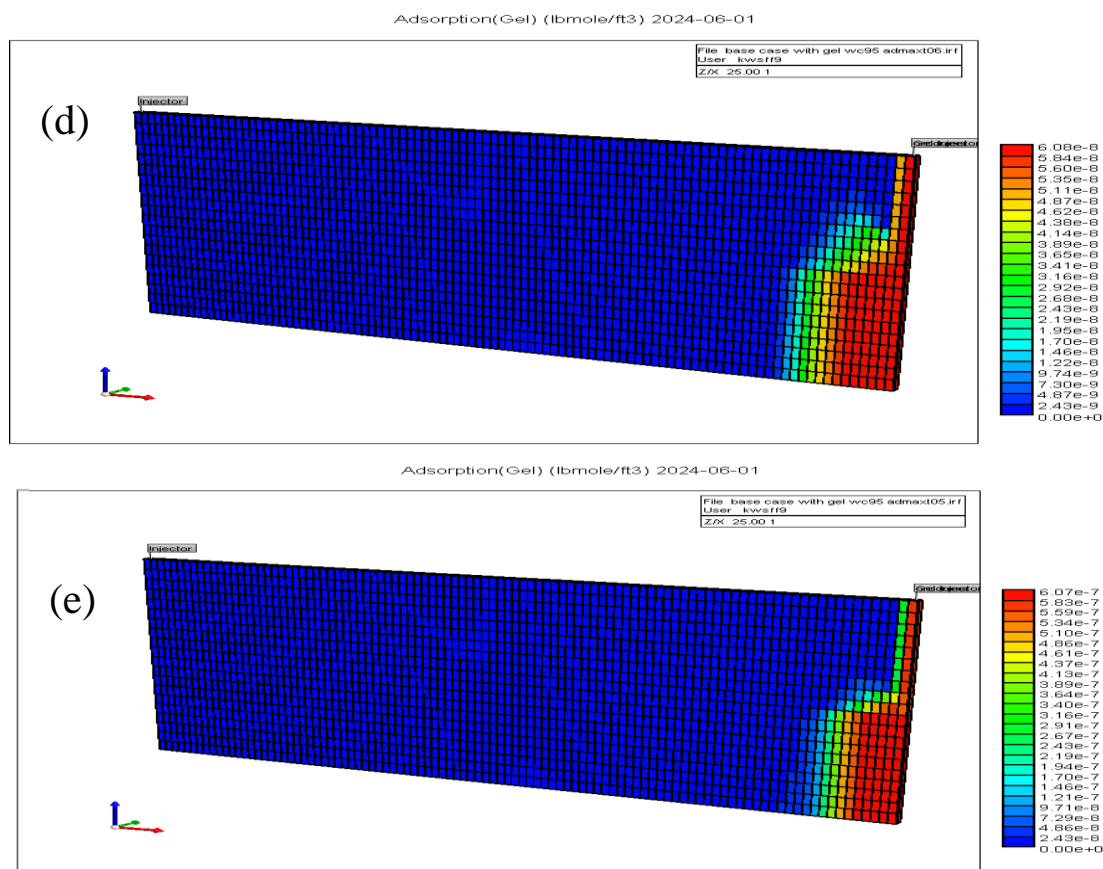 Adsorption(Gel) (lbmole/ft3) 2024-06-01
File base case with gel wc95 admaxt06.irf
User kwsff9
Z/X 25.00:1
(d)
Injector
6.08e-8
5.84e-8
5.60e-8
5.35e-8
5.11e-8
4.87e-8
4.62e-8
4.38e-8
4.14e-8
3.89e-8
3.65e-8
3.41e-8
3.16e-8
2.92e-8
2.68e-8
2.43e-8
2.19e-8
1.95e-8
1.70e-8
1.46e-8
1.22e-8
9.74e-9
7.30e-9
4.87e-9
2.43e-9
0.00e+0
Adsorption(Gel) (lbmole/ft3) 2024-06-01
File base case with gel wc95 admaxt05.irf
User kwsff9
Z/X 25.00:1
(e)
Injector
6.07e-7
5.83e-7
5.59e-7
5.34e-7
5.10e-7
4.86e-7
4.61e-7
4.37e-7
4.13e-7
3.89e-7
3.64e-7
3.40e-7
3.16e-7
2.91e-7
2.67e-7
2.43e-7
2.19e-7
1.94e-7
1.70e-7
1.46e-7
1.21e-7
9.71e-8
7.29e-8
4.86e-8
2.43e-8
0.00e+0